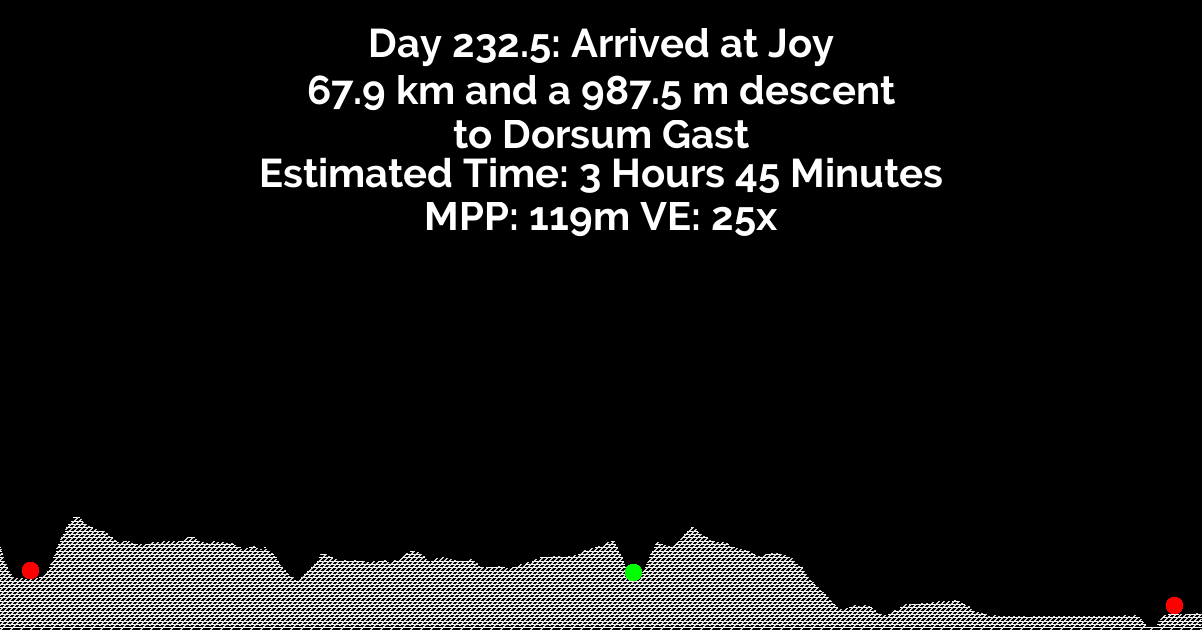 Day 232.5: Arrived at Joy
67.9 km and a 987.5 m descent
to Dorsum Gast
Estimated Time: 3 Hours 45 Minutes
MPP: 119m VE: 25x